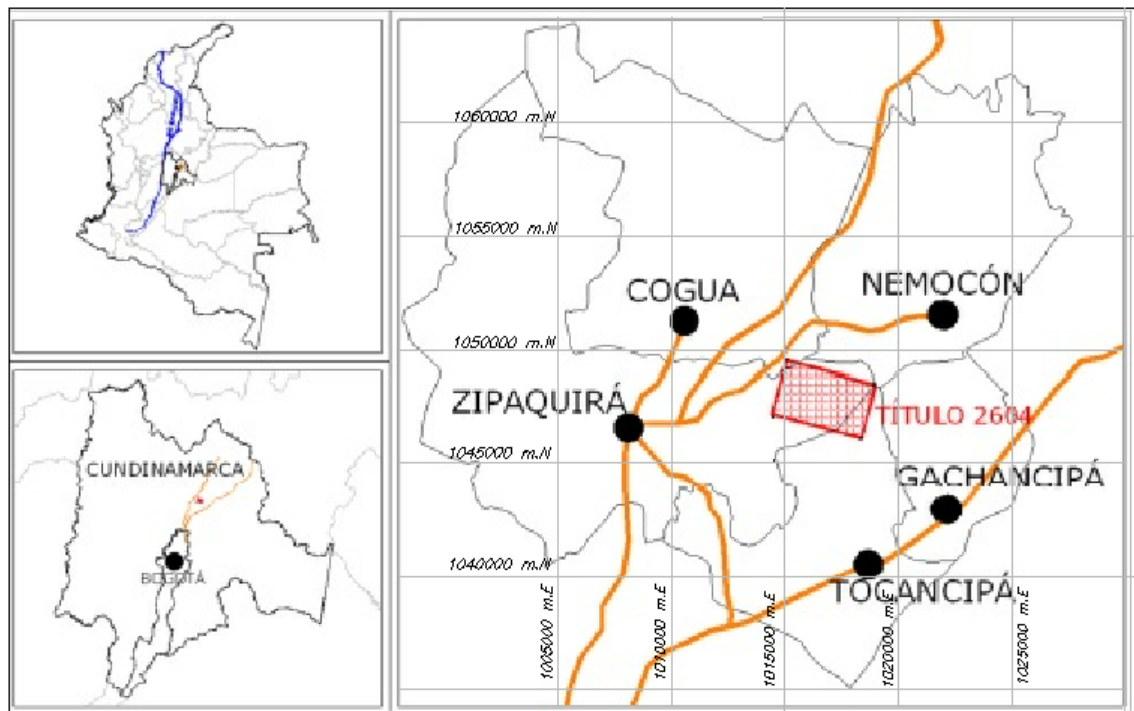 1060000 m.N
1055000 m.N
COGUA
NEMOCÓN
1050000 m.N
ZIPAQUIRÁ
TÍTULO 2604
1045000 m.N
GACHANCIPÁ
1040000 m.N
TOCANCIPÁ
1005000 m.E
1010000 m.E
1015000 m.E
1020000 m.E
1025000 m.E
CUNDINAMARCA
BOGOTÁ